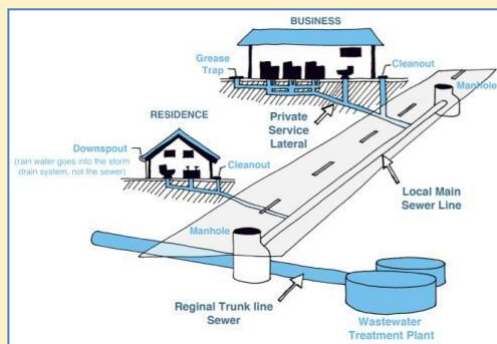 BUSINESS
Grease
Trap
Cleanout
Manhole
RESIDENCE
Private
Service
Lateral
Downspout
(rain water goes into the storm
drain system, not the sewer)
Cleanout
Local Main
Sewer Line
Manhole
Reginal Trunk line
Sewer
Wastewater
Treatment Plant